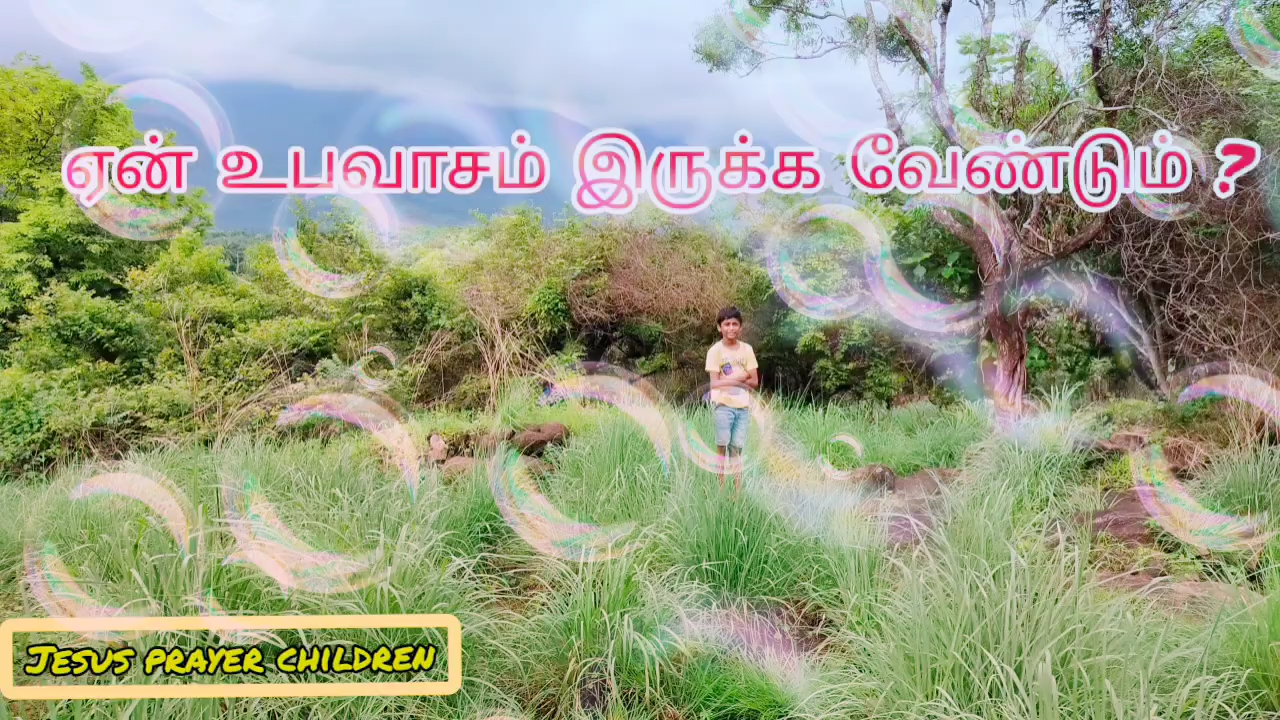 ஏன் உபவாசம் இருக்க வேண்டும் ?
JESUS PRAYER CHILDREN